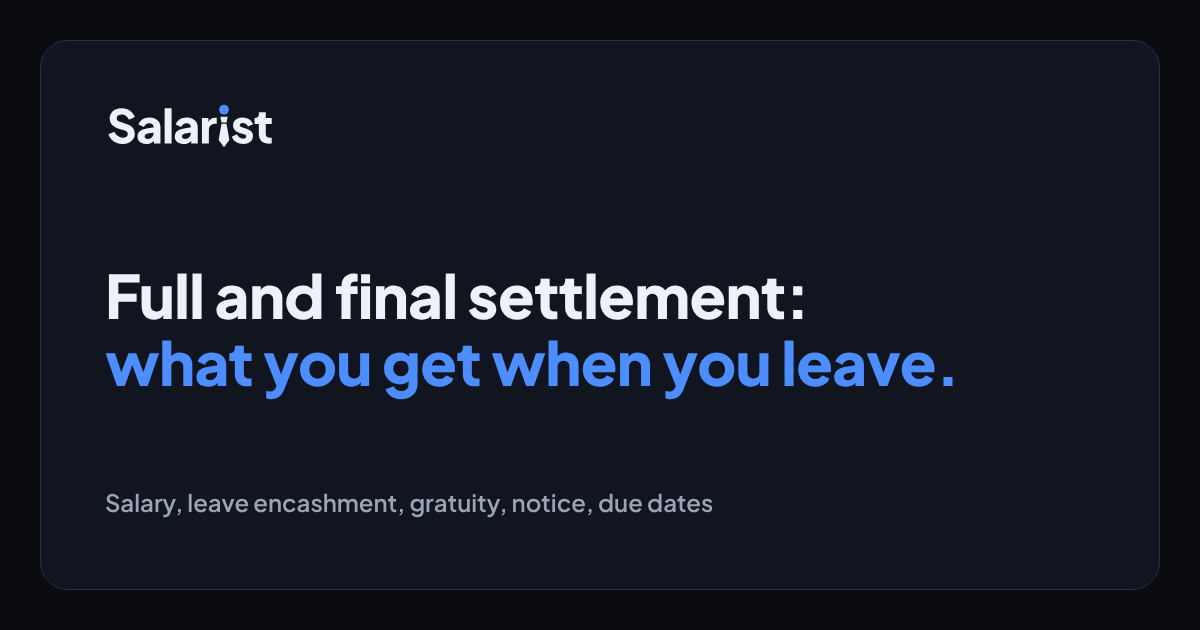 Salarist
Full and final settlement:
what you get when you leave.
Salary, leave encashment, gratuity, notice, due dates